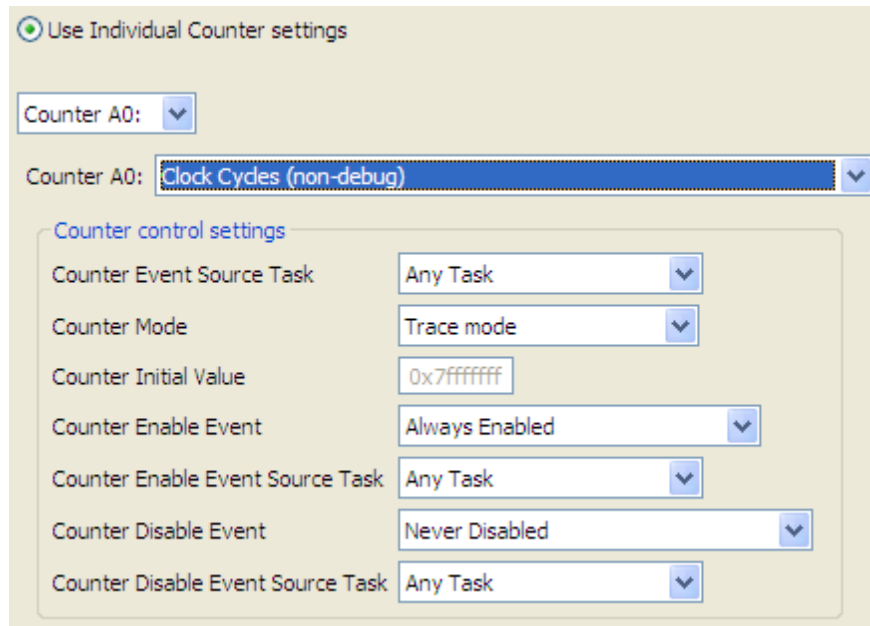 Use Individual Counter settings
Counter A0:
Counter A0: Clock Cycles (non-debug)
Counter control settings
Counter Event Source Task Any Task
Counter Mode Trace mode
Counter Initial Value 0x7fffffff
Counter Enable Event Always Enabled
Counter Enable Event Source Task Any Task
Counter Disable Event Never Disabled
Counter Disable Event Source Task Any Task